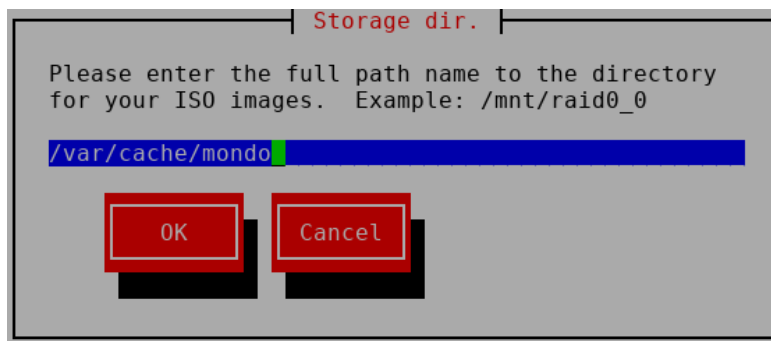 Storage dir.
Please enter the full path name to the directory
for your ISO images.  Example: /mnt/raid0_0
/var/cache/mondo
OK
Cancel